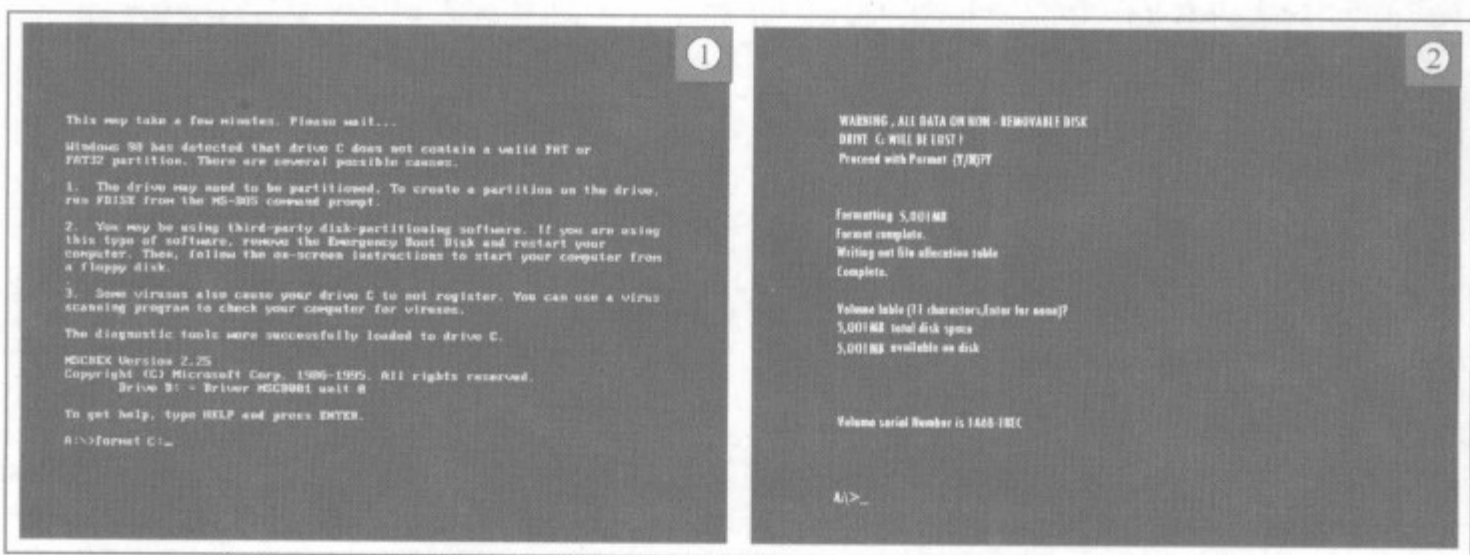 1
This may take a few minutes. Please wait...
Windows 98 has detected that drive C does not contain a valid FAT or
FAT32 partition. There are several possible causes.
1. The drive may need to be partitioned. To create a partition on the drive,
run FDISK from the MS-DOS command prompt.
2. You may be using third-party disk-partitioning software. If you are using
this type of software, remove the Emergency Boot Disk and restart your
computer. Then, follow the on-screen instructions to start your computer from
a floppy disk.
3. Some viruses also cause your drive C to not register. You can use a virus
scanning program to check your computer for viruses.
The diagnostic tools were successfully loaded to drive C.
MSCDEX Version 2.25
Copyright (C) Microsoft Corp. 1986-1995. All rights reserved.
Drive D: = Driver MSCD001 unit 0
To get help, type HELP and press ENTER.
A:\>format C:_
2
WARNING , ALL DATA ON NON - REMOVABLE DISK
DRIVE C: WILL BE LOST !
Proceed with Format (Y/N)?Y
Formatting 5,001MB
Format complete.
Writing out file allocation table
Complete.
Volume lable (11 charactors,Enter for none)?
5,001MB total disk space
5,001MB available on disk
Volume serial Number is
A:\>_